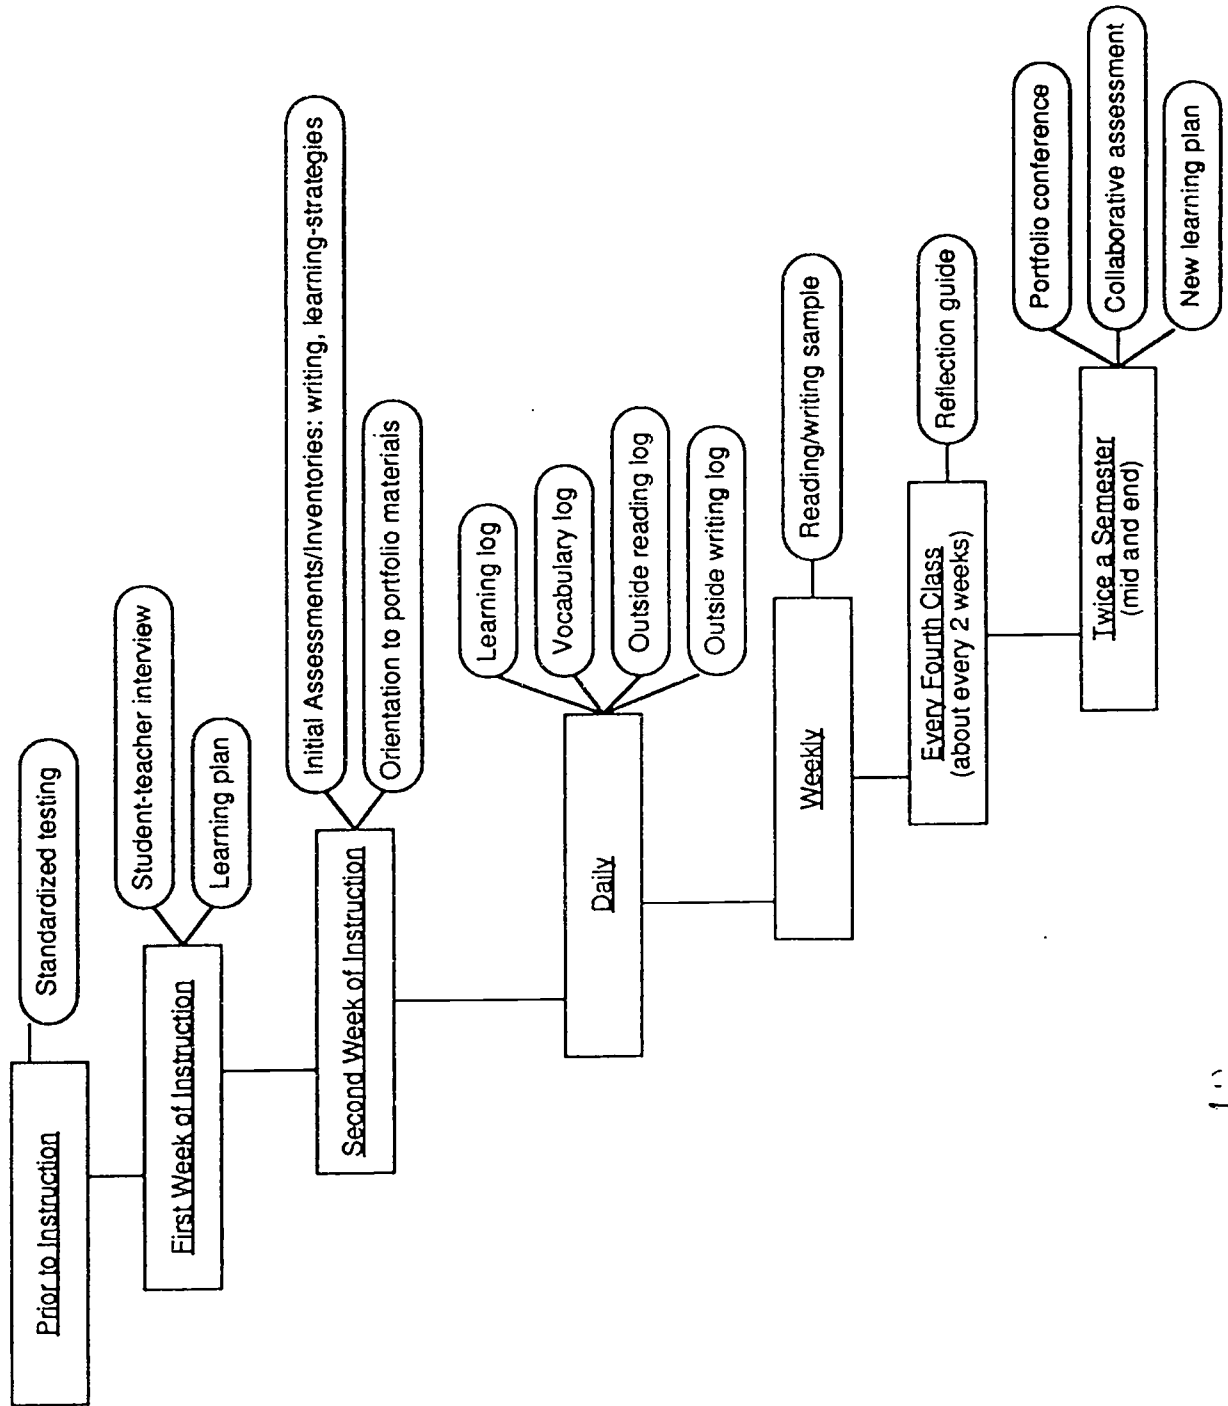 Prior to Instruction
Standardized testing
First Week of Instruction
Student-teacher interview
Learning plan
Second Week of Instruction
Initial Assessments/Inventories: writing, learning-strategies
Orientation to portfolio materials
Daily
Learning log
Vocabulary log
Outside reading log
Outside writing log
Weekly
Reading/writing sample
Every Fourth Class
(about every 2 weeks)
Reflection guide
Twice a Semester
(mid and end)
Portfolio conference
Collaborative assessment
New learning plan